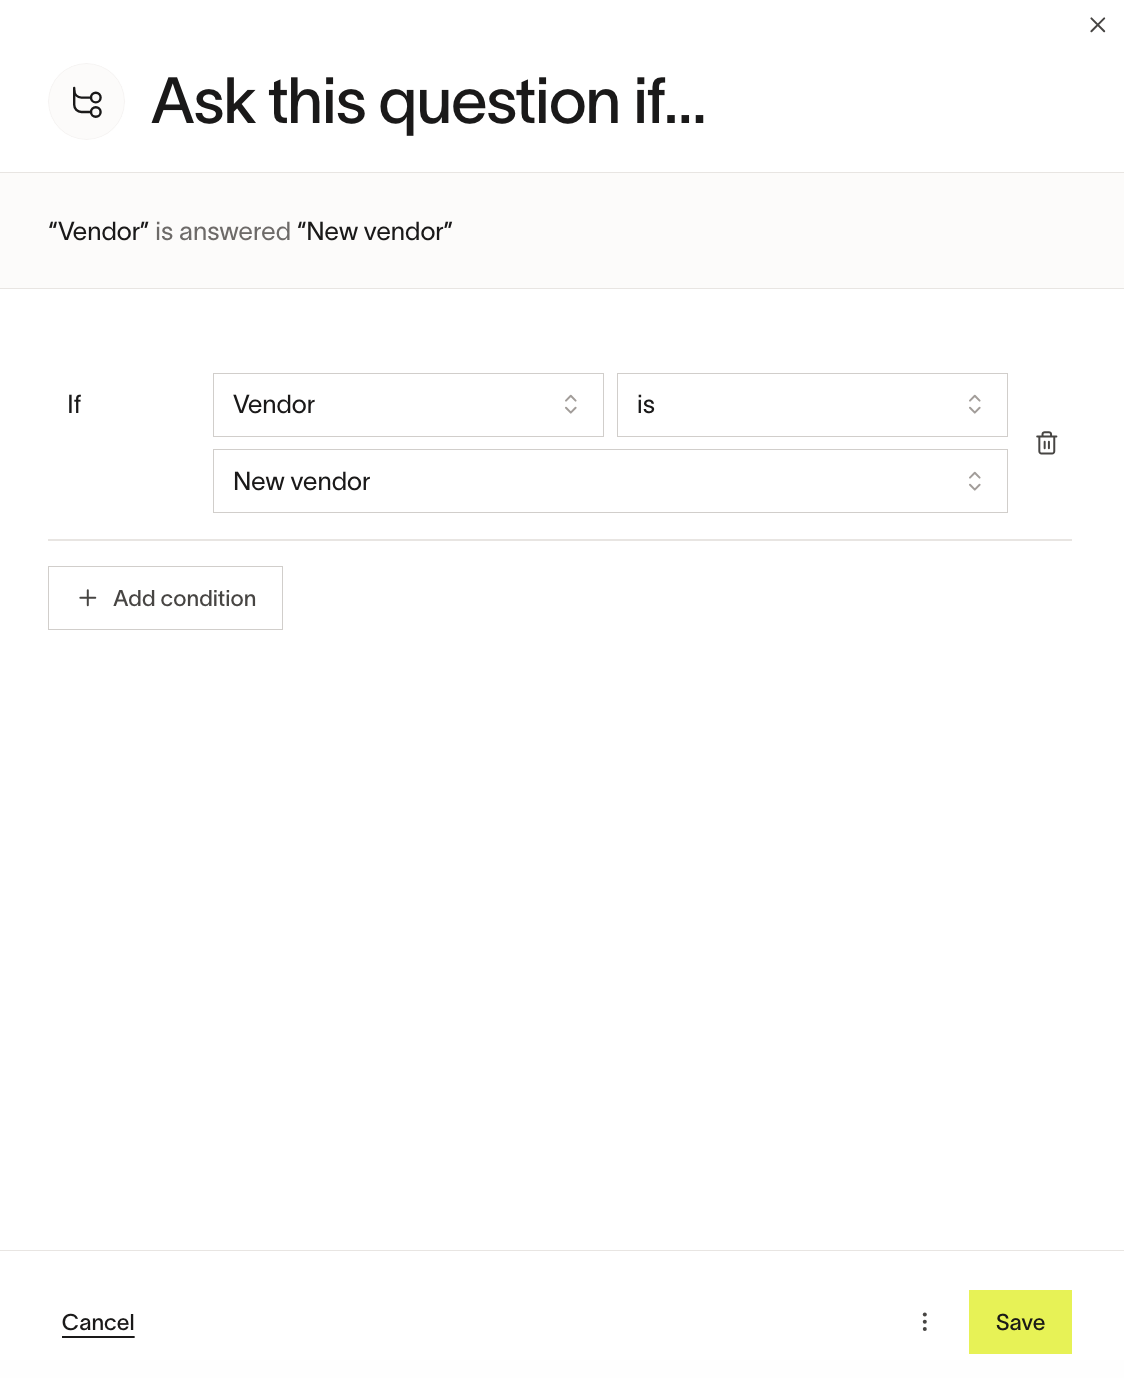 Ask this question if...
“Vendor” is answered “New vendor”
If
Vendor
is
New vendor
Add condition
Cancel
Save